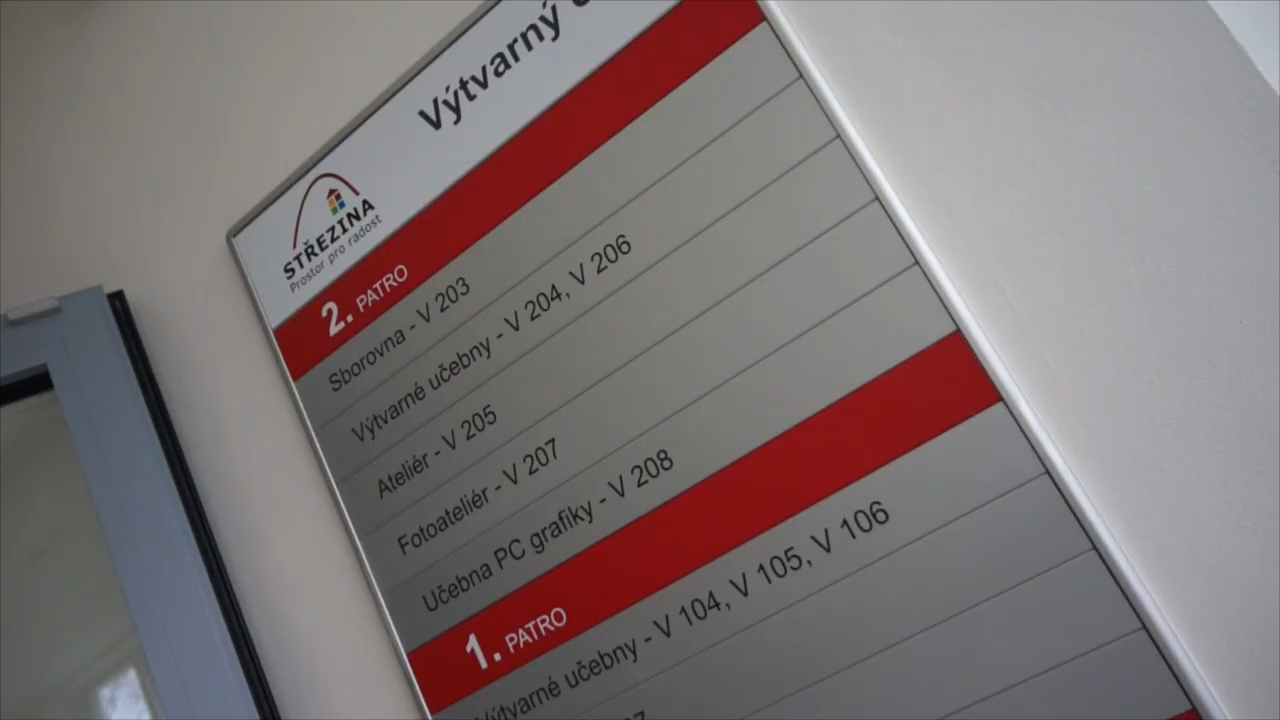 Výtvarný
STŘEZINA
Prostor pro radost
2. PATRO
Sborovna - V 203
Výtvarné učebny - V 204, V 206
Ateliér - V 205
Fotoateliér - V 207
Učebna PC grafiky - V 208
1. PATRO
Výtvarné učebny - V 104, V 105, V 106